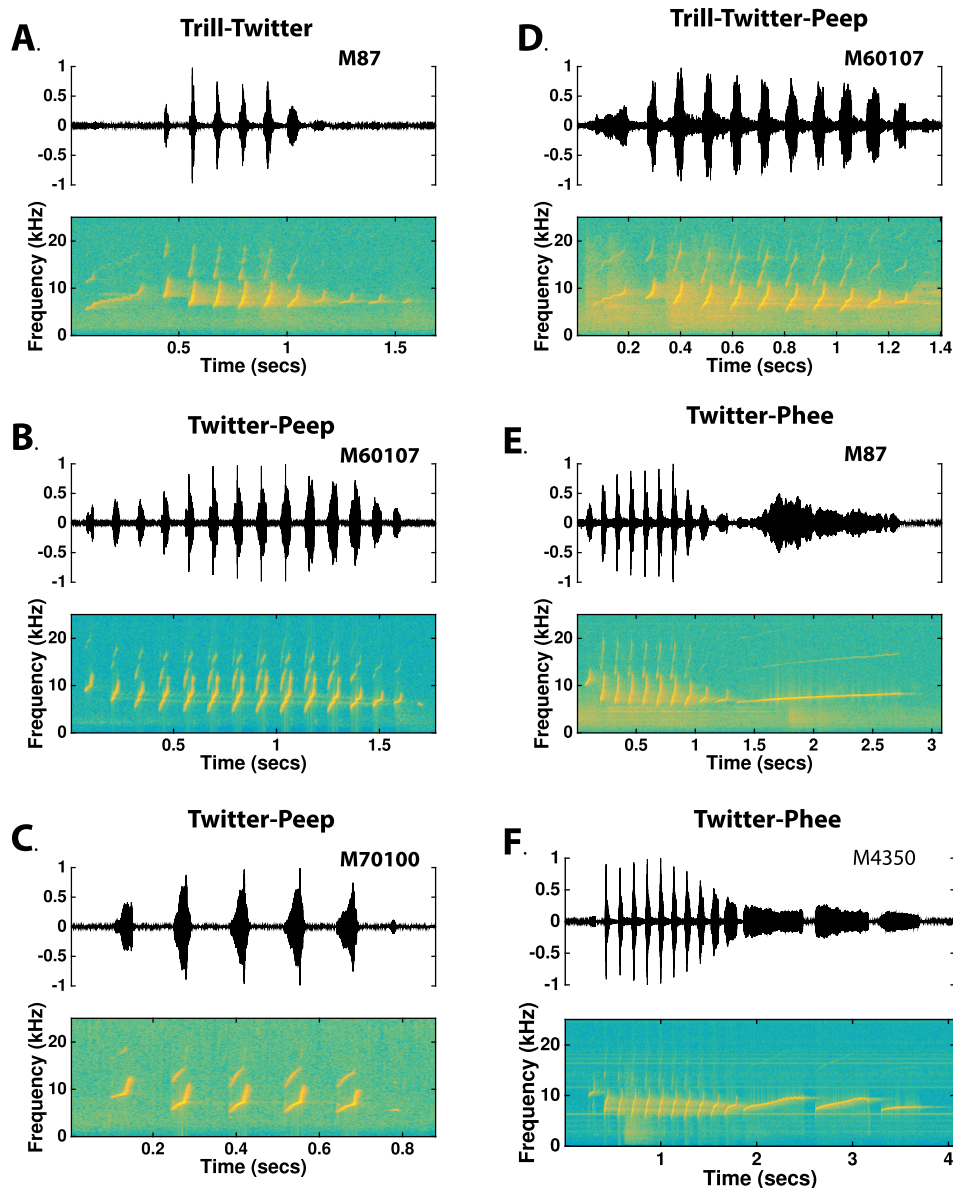 A.
Trill-Twitter
M87
1
0.5
0
-0.5
-1
Frequency (kHz)
20
10
0
0.5
1
1.5
Time (secs)
B.
Twitter-Peep
M60107
1
0.5
0
-0.5
-1
Frequency (kHz)
20
10
0
0.5
1
1.5
Time (secs)
C.
Twitter-Peep
M70100
1
0.5
0
-0.5
-1
Frequency (kHz)
20
10
0
0.2
0.4
0.6
0.8
Time (secs)
D.
Trill-Twitter-Peep
M60107
1
0.5
0
-0.5
-1
Frequency (kHz)
20
10
0
0.2
0.4
0.6
0.8
1
1.2
1.4
Time (secs)
E.
Twitter-Phee
M87
1
0.5
0
-0.5
-1
Frequency (kHz)
20
10
0
0.5
1
1.5
2
2.5
3
Time (secs)
F.
Twitter-Phee
M4350
1
0.5
0
-0.5
-1
Frequency (kHz)
20
10
0
1
2
3
4
Time (secs)